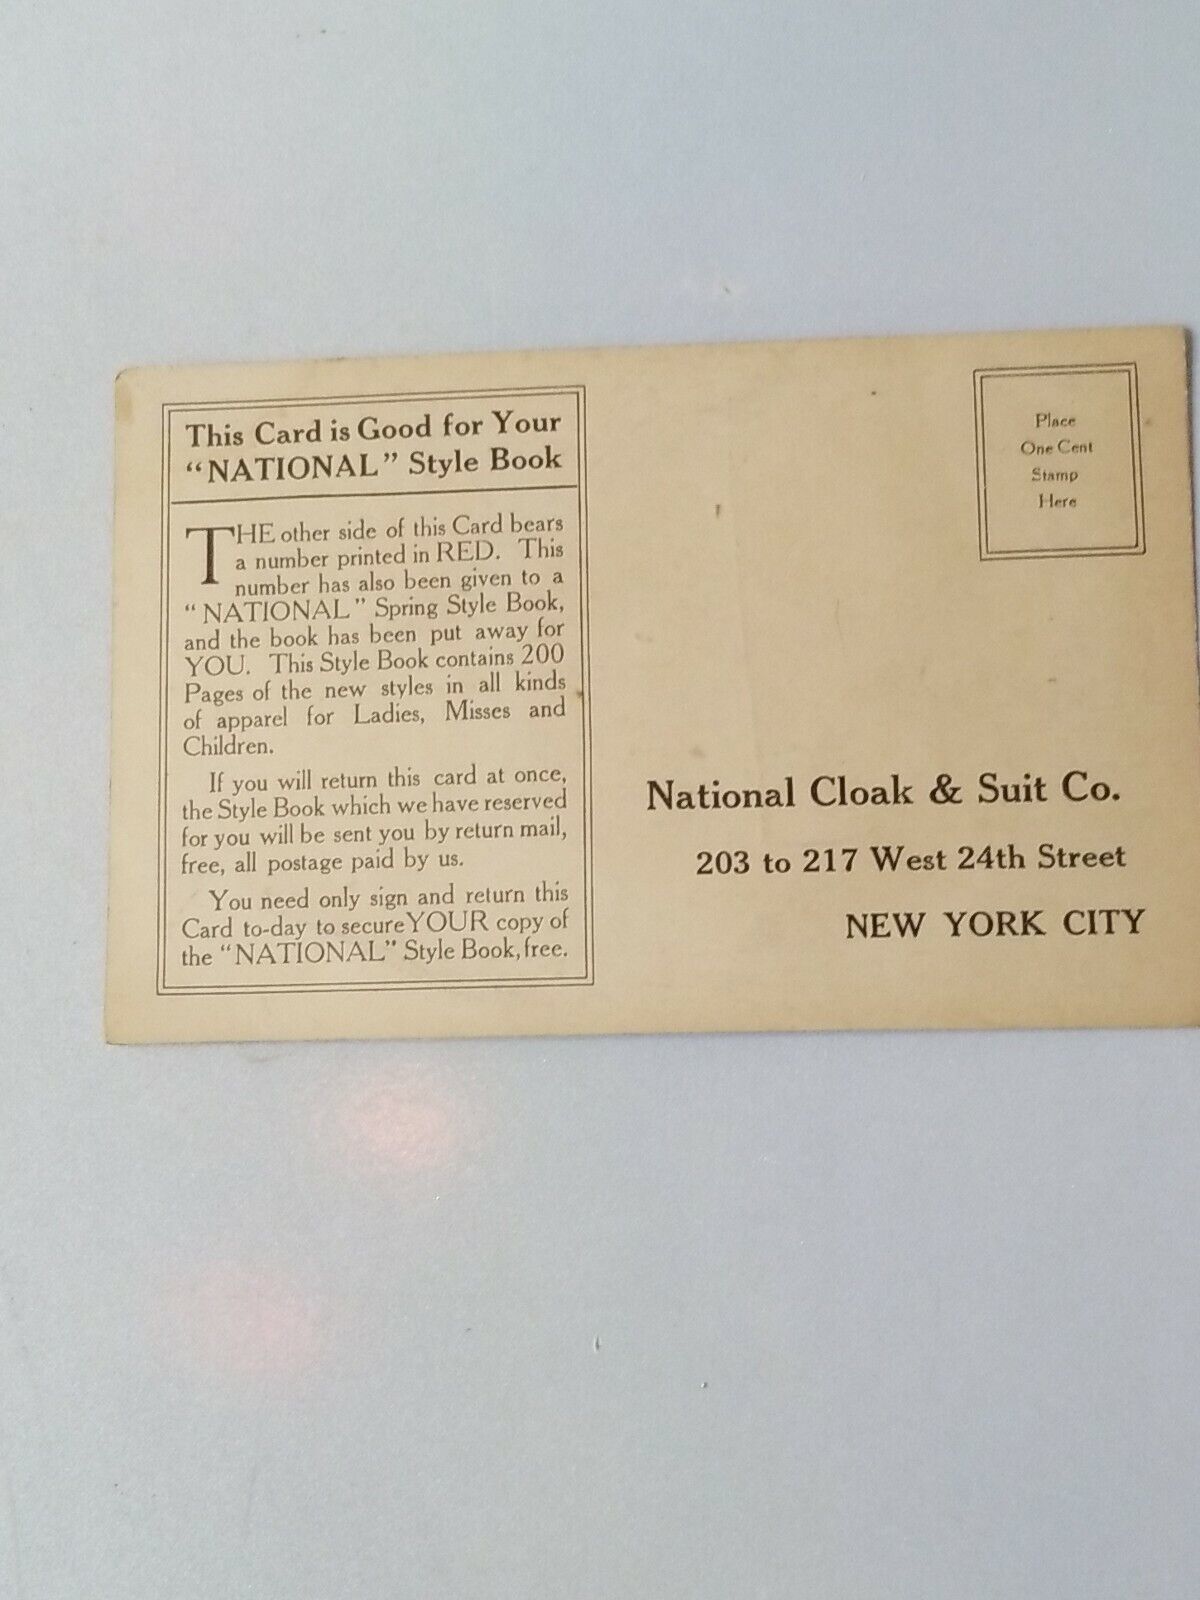 This Card is Good for Your
"NATIONAL" Style Book
THE other side of this Card bears
a number printed in RED. This
number has also been given to a
"NATIONAL" Spring Style Book,
and the book has been put away for
YOU. This Style Book contains 200
Pages of the new styles in all kinds
of apparel for Ladies, Misses and
Children.
If you will return this card at once,
the Style Book which we have reserved
for you will be sent you by return mail,
free, all postage paid by us.
You need only sign and return this
Card to-day to secure YOUR copy of
the "NATIONAL" Style Book, free.
Place
One Cent
Stamp
Here
National Cloak & Suit Co.
203 to 217 West 24th Street
NEW YORK CITY